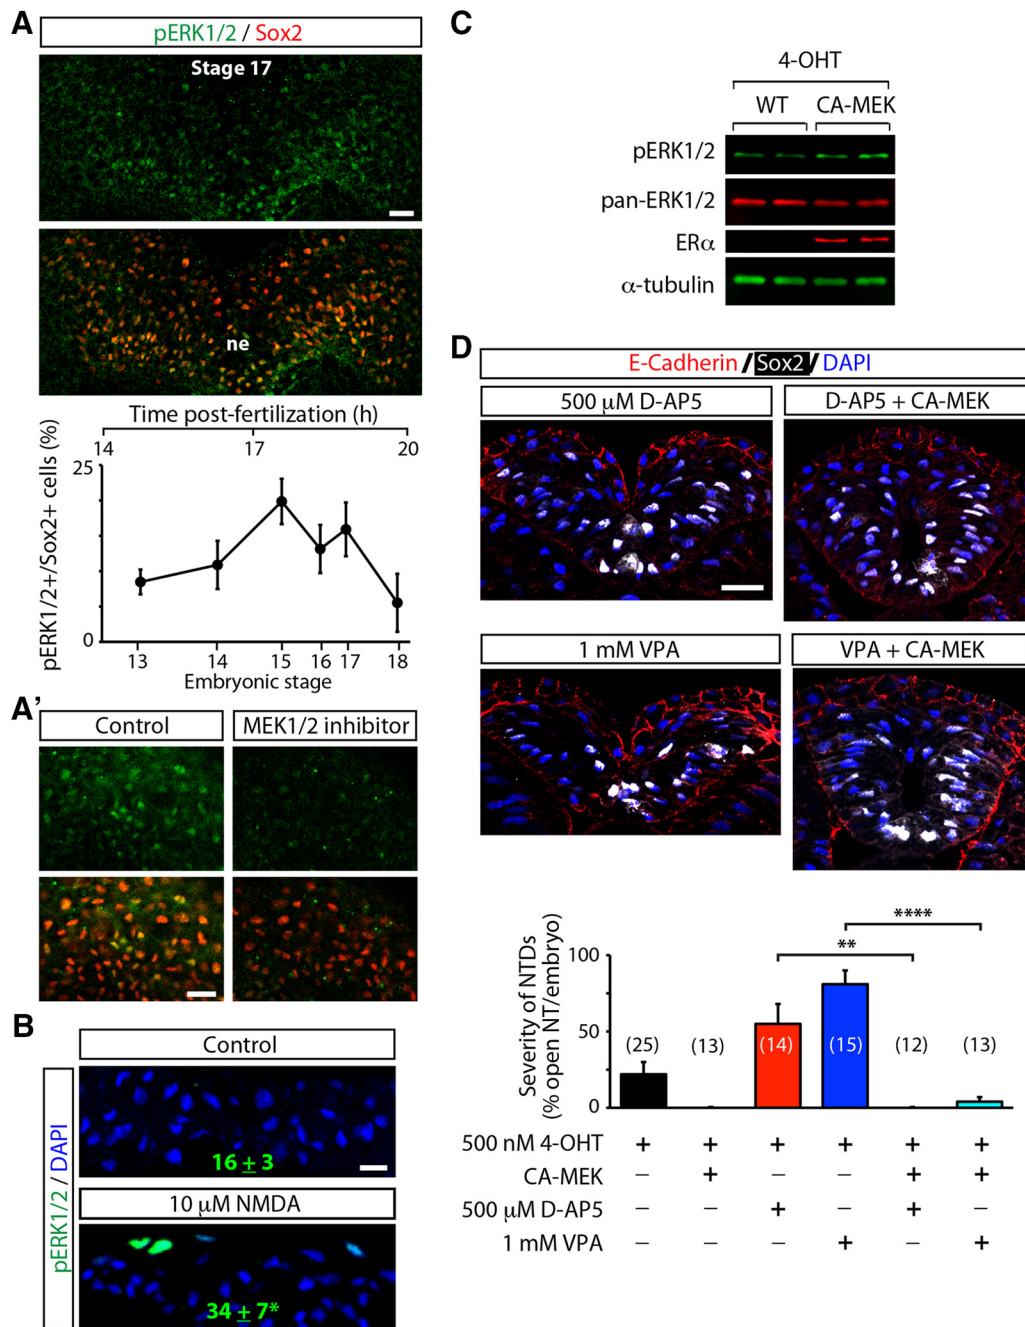 A
pERK1/2 / Sox2
Stage 17
ne
Time post-fertilization (h)
14 17 20
pERK1/2+/Sox2+ cells (%)
25
0
13 14 15 16 17 18
Embryonic stage
A'
Control MEK1/2 inhibitor
B
pERK1/2 / DAPI
Control
16 ± 3
10 µM NMDA
34 ± 7*
C
4-OHT
WT CA-MEK
pERK1/2
pan-ERK1/2
ERα
α-tubulin
D
E-Cadherin / Sox2 / DAPI
500 µM D-AP5 D-AP5 + CA-MEK
1 mM VPA VPA + CA-MEK
Severity of NTDs
(% open NT/embryo)
100
50
0
****
**
(25) (13) (14) (15) (12) (13)
500 nM 4-OHT + + + + + +
CA-MEK – + – – + +
500 µM D-AP5 – – + – + –
1 mM VPA – – – + – +